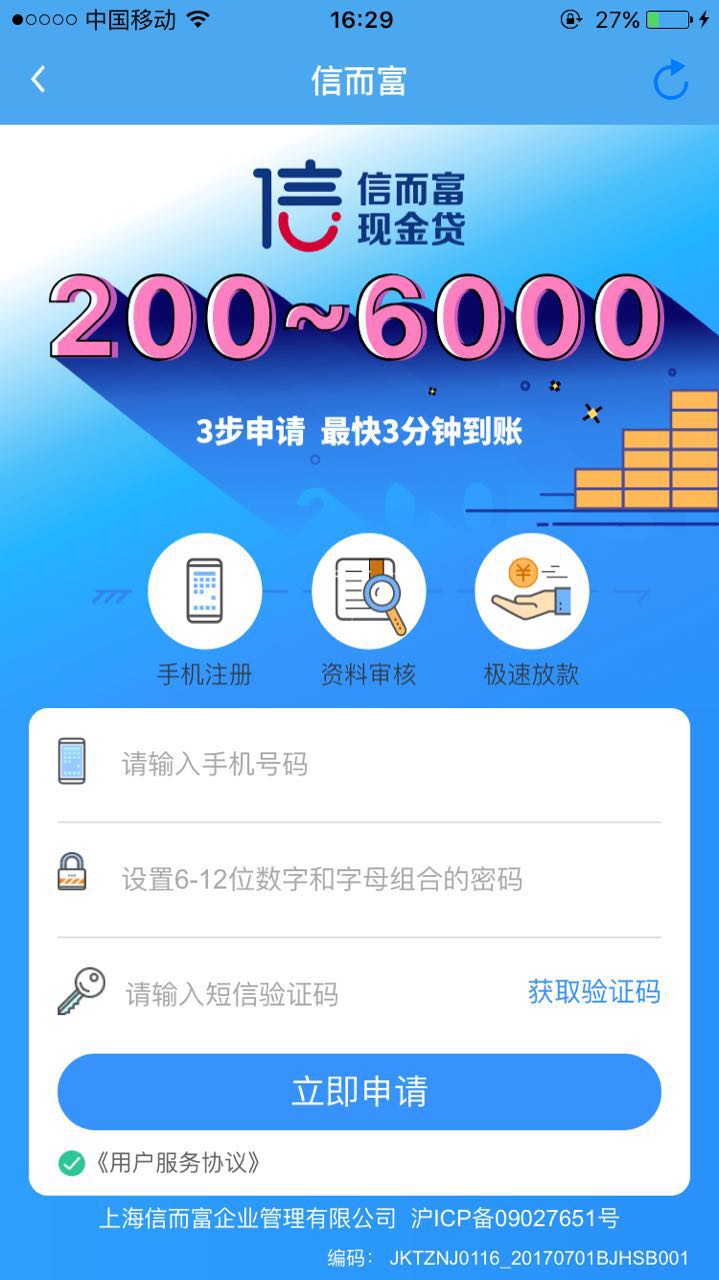 中国移动 16:29 27%
信而富
信而富
现金贷
200~6000
3步申请 最快3分钟到账
手机注册 资料审核 极速放款
请输入手机号码
设置6-12位数字和字母组合的密码
请输入短信验证码 获取验证码
立即申请
《用户服务协议》
上海信而富企业管理有限公司 沪ICP备09027651号
编码： JKTZNJ0116_20170701BJHSB001